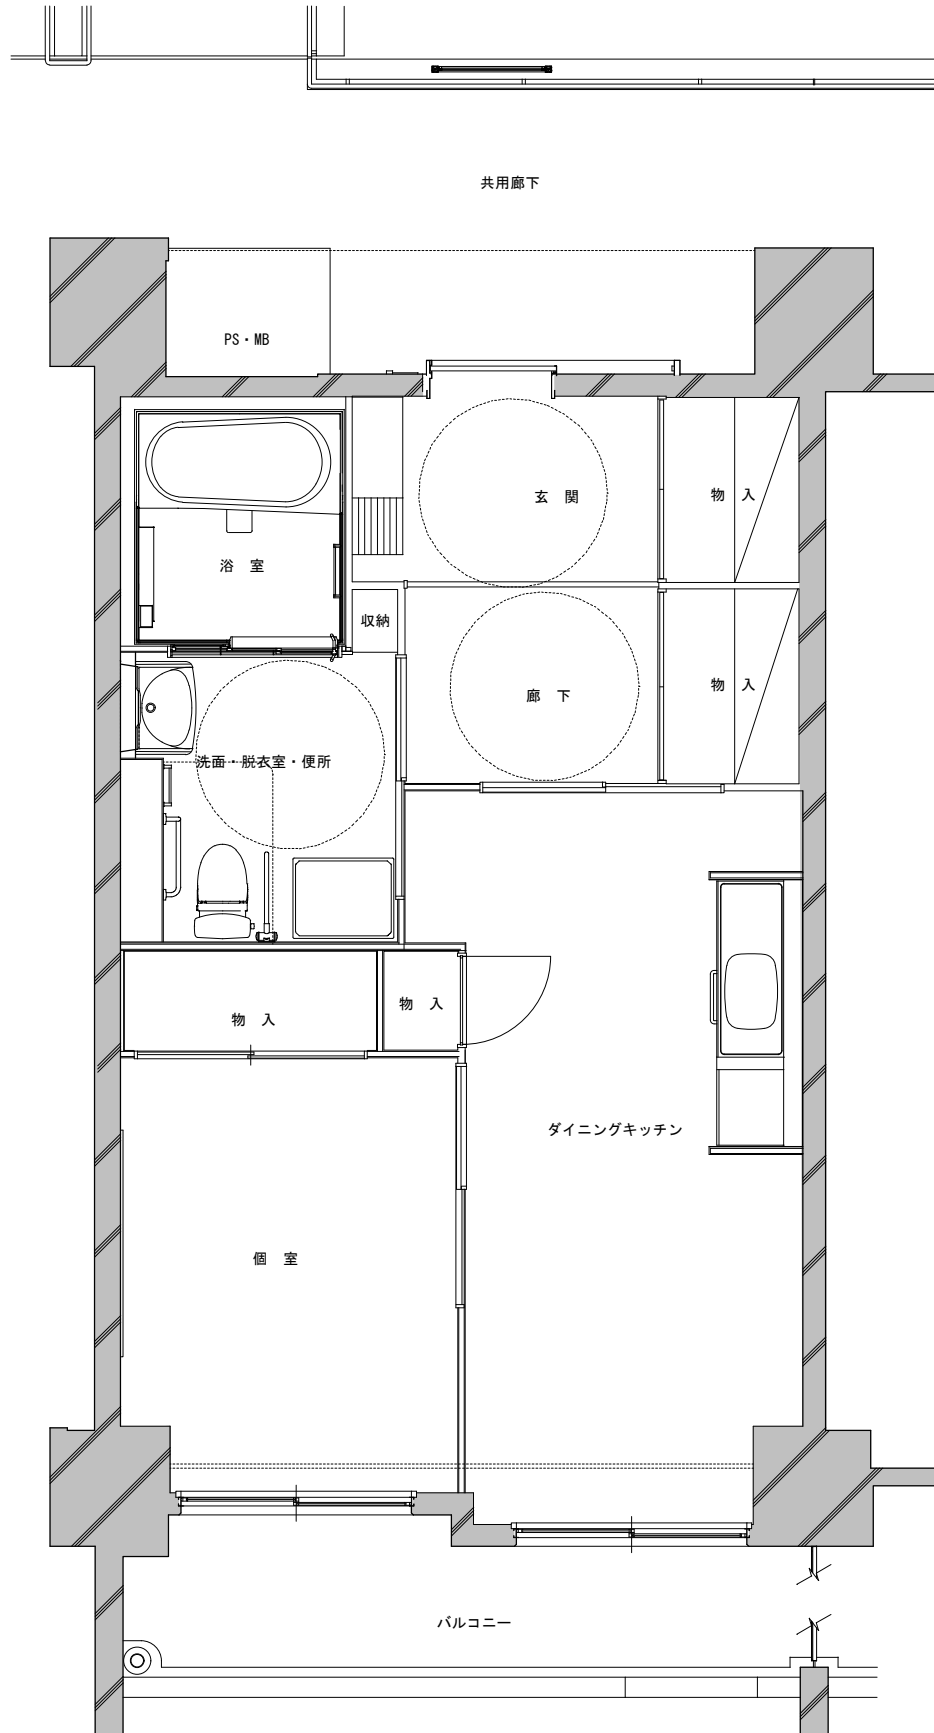 共用廊下
PS・MB
玄　関
物　入
浴　室
収納
廊　下
物　入
洗面・脱衣室・便所
物　入
物　入
ダイニングキッチン
個　室
バルコニー